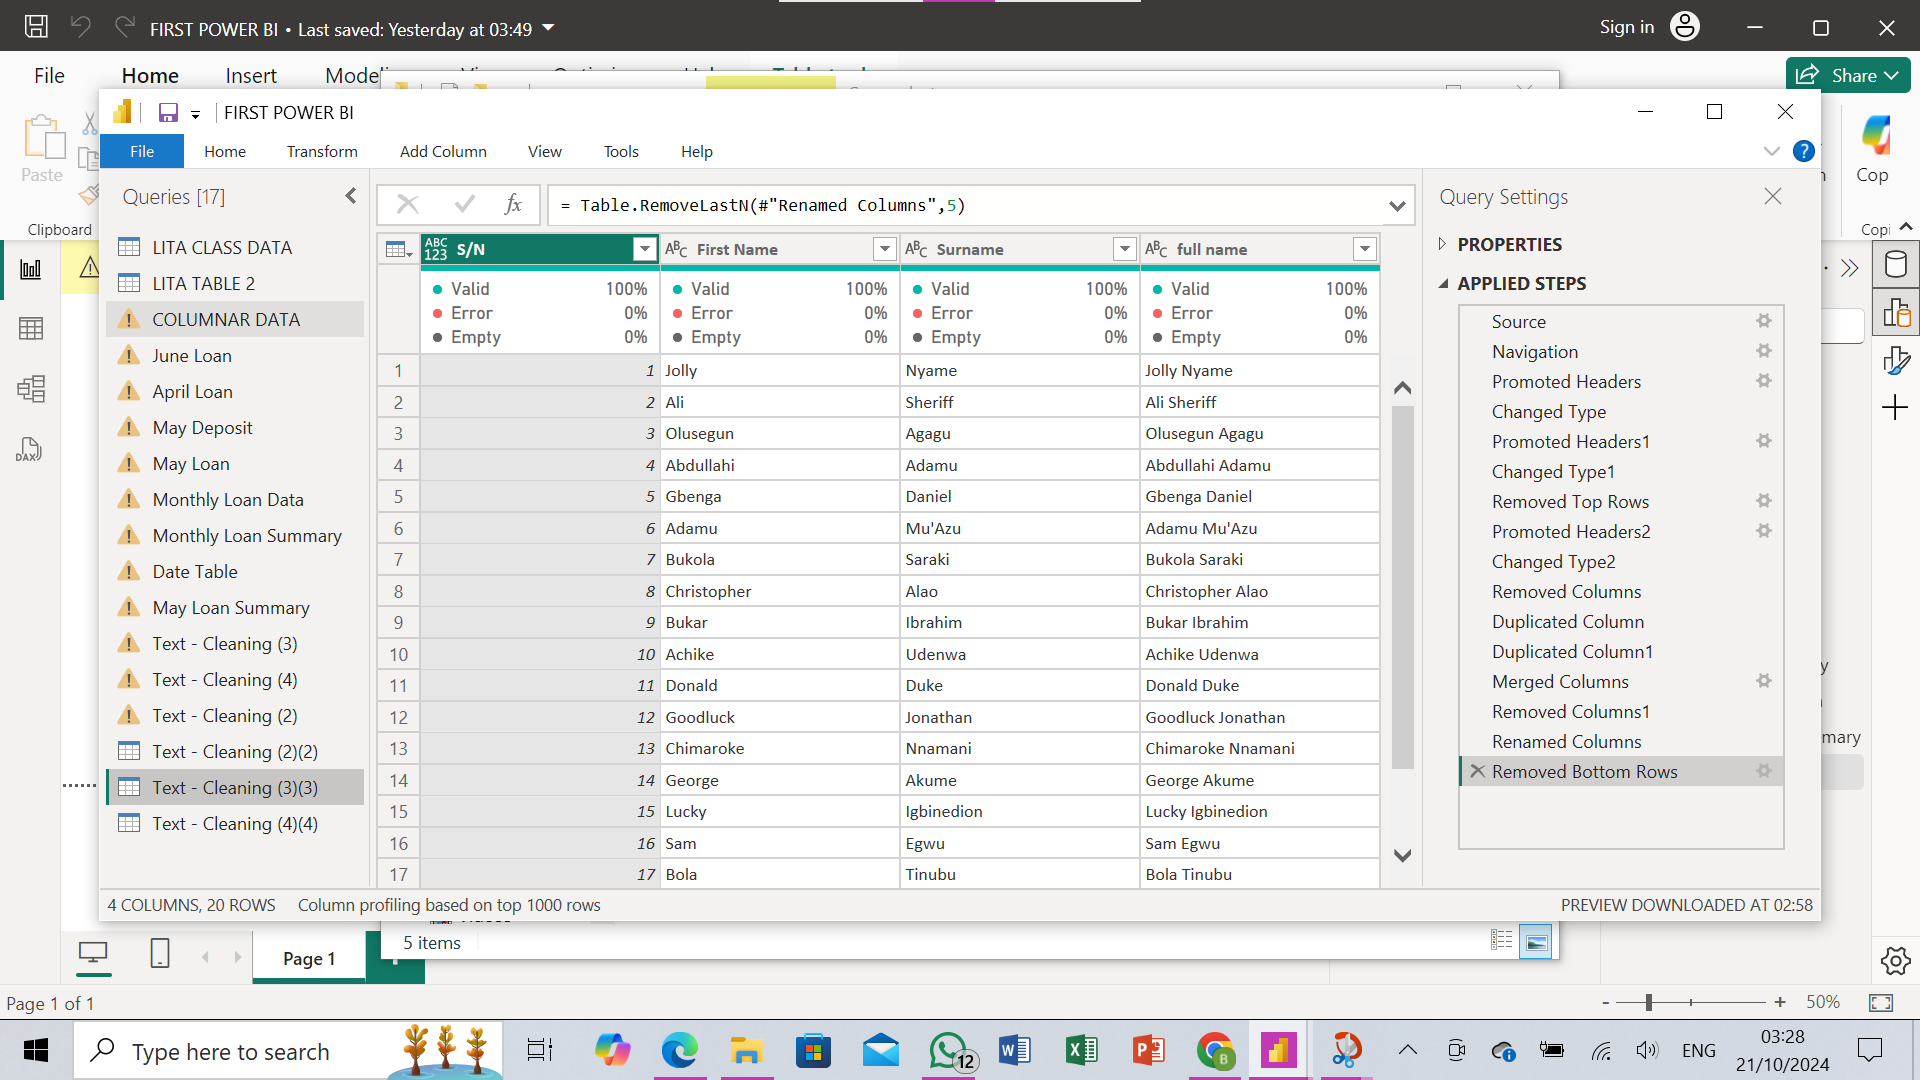 FIRST POWER BI • Last saved: Yesterday at 03:49
Sign in
File
Home
Insert
Share
FIRST POWER BI
File
Home
Transform
Add Column
View
Tools
Help
Paste
Clipboard
Cop
Queries [17]
LITA CLASS DATA
LITA TABLE 2
COLUMNAR DATA
June Loan
April Loan
May Deposit
May Loan
Monthly Loan Data
Monthly Loan Summary
Date Table
May Loan Summary
Text - Cleaning (3)
Text - Cleaning (4)
Text - Cleaning (2)
Text - Cleaning (2)(2)
Text - Cleaning (3)(3)
Text - Cleaning (4)(4)
fx = Table.RemoveLastN(#"Renamed Columns",5)
ABC 123 S/N ABC First Name ABC Surname ABC full name
Valid 100% Valid 100% Valid 100% Valid 100%
Error 0% Error 0% Error 0% Error 0%
Empty 0% Empty 0% Empty 0% Empty 0%
1 1 Jolly Nyame Jolly Nyame
2 2 Ali Sheriff Ali Sheriff
3 3 Olusegun Agagu Olusegun Agagu
4 4 Abdullahi Adamu Abdullahi Adamu
5 5 Gbenga Daniel Gbenga Daniel
6 6 Adamu Mu'Azu Adamu Mu'Azu
7 7 Bukola Saraki Bukola Saraki
8 8 Christopher Alao Christopher Alao
9 9 Bukar Ibrahim Bukar Ibrahim
10 10 Achike Udenwa Achike Udenwa
11 11 Donald Duke Donald Duke
12 12 Goodluck Jonathan Goodluck Jonathan
13 13 Chimaroke Nnamani Chimaroke Nnamani
14 14 George Akume George Akume
15 15 Lucky Igbinedion Lucky Igbinedion
16 16 Sam Egwu Sam Egwu
17 17 Bola Tinubu Bola Tinubu
Query Settings
PROPERTIES
APPLIED STEPS
Source
Navigation
Promoted Headers
Changed Type
Promoted Headers1
Changed Type1
Removed Top Rows
Promoted Headers2
Changed Type2
Removed Columns
Duplicated Column
Duplicated Column1
Merged Columns
Removed Columns1
Renamed Columns
Removed Bottom Rows
mary
DAX
4 COLUMNS, 20 ROWS Column profiling based on top 1000 rows
PREVIEW DOWNLOADED AT 02:58
5 items
Page 1
Page 1 of 1
- + 50%
Type here to search
12
ENG
03:28
21/10/2024